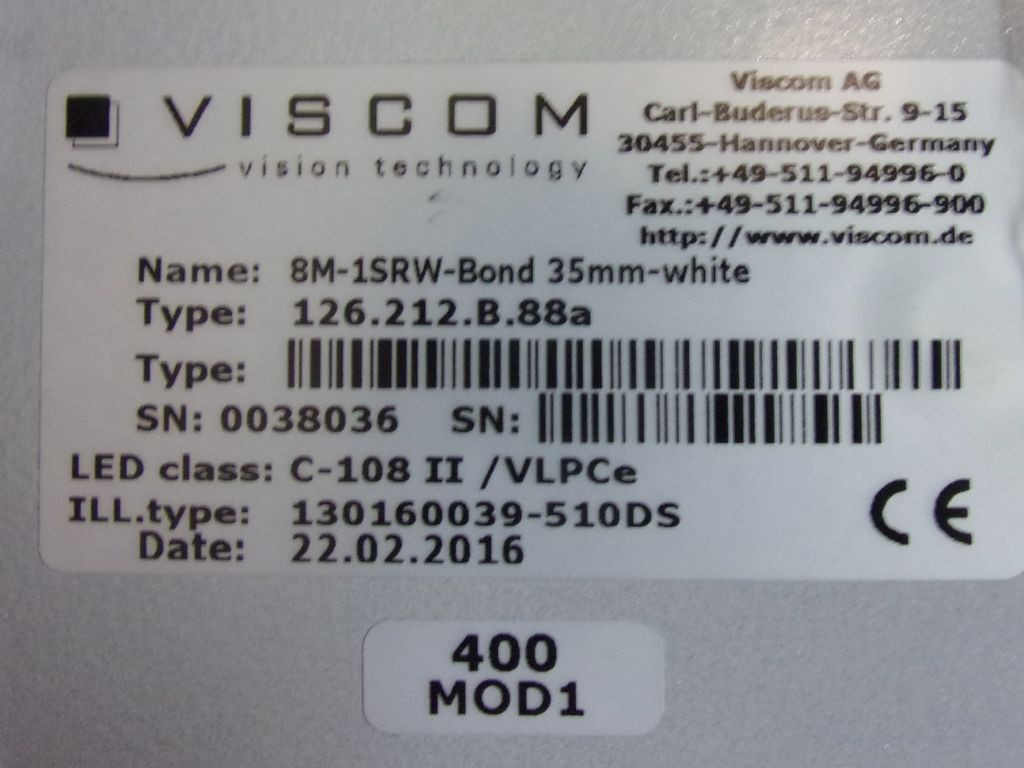 VISCOM
vision technology
Viscom AG
Carl-Buderus-Str. 9-15
30455-Hannover-Germany
Tel.:+49-511-94996-0
Fax.:+49-511-94996-900
http://www.viscom.de
Name: 8M-1SRW-Bond 35mm-white
Type: 126.212.B.88a
Type:
SN: 0038036 SN:
LED class: C-108 II /VLPCe
ILL.type: 130160039-510DS
Date: 22.02.2016
CE
400
MOD1